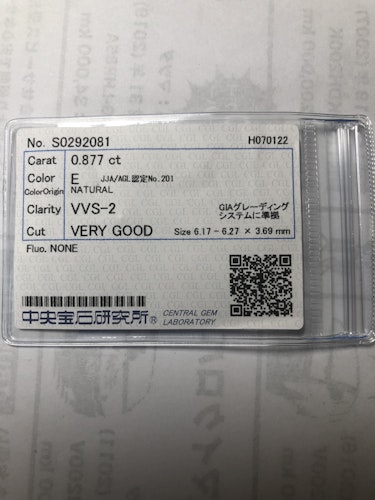 No. S0292081 H070122
Carat 0.877 ct
Color E JJA/AGL認定No.201
ColorOrigin NATURAL
Clarity VVS-2 GIAグレーディング
システムに準拠
Cut VERY GOOD Size 6.17 - 6.27 × 3.69 mm
Fluo. NONE
中央宝石研究所® CENTRAL GEM
LABORATORY